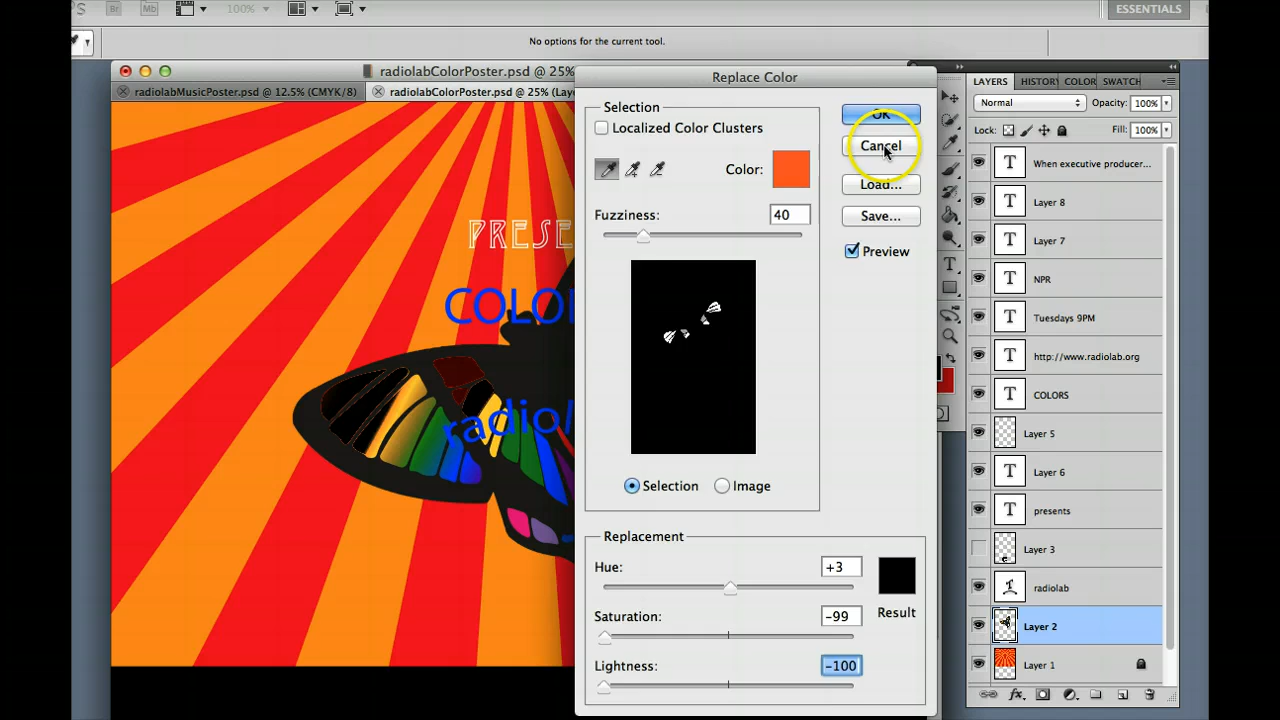 PS
Br
Mb
100%
ESSENTIALS
No options for the current tool.
radiolabColorPoster.psd @ 25%
radiolabMusicPoster.psd @ 12.5% (CMYK/8)
radiolabColorPoster.psd @ 25% (Lay
PRESE
COLO
radiol
Replace Color
Selection
Localized Color Clusters
Color:
Fuzziness:
40
Selection
Image
OK
Cancel
Load...
Save...
Preview
Replacement
Hue:
+3
Saturation:
-99
Lightness:
-100
Result
LAYERS
HISTORY
COLOR
SWATCH
Normal
Opacity:
100%
Lock:
Fill:
100%
When executive producer...
Layer 8
Layer 7
NPR
Tuesdays 9PM
http://www.radiolab.org
COLORS
Layer 5
Layer 6
presents
Layer 3
radiolab
Layer 2
Layer 1